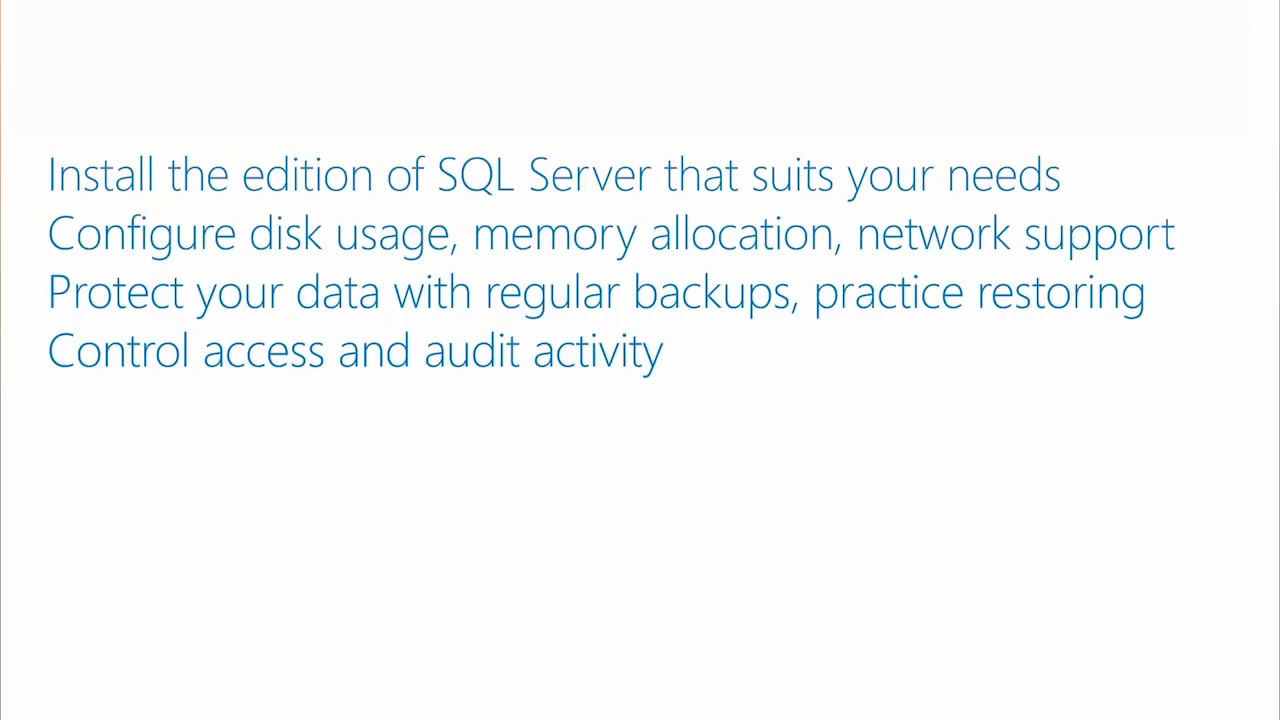 Install the edition of SQL Server that suits your needs
Configure disk usage, memory allocation, network support
Protect your data with regular backups, practice restoring
Control access and audit activity